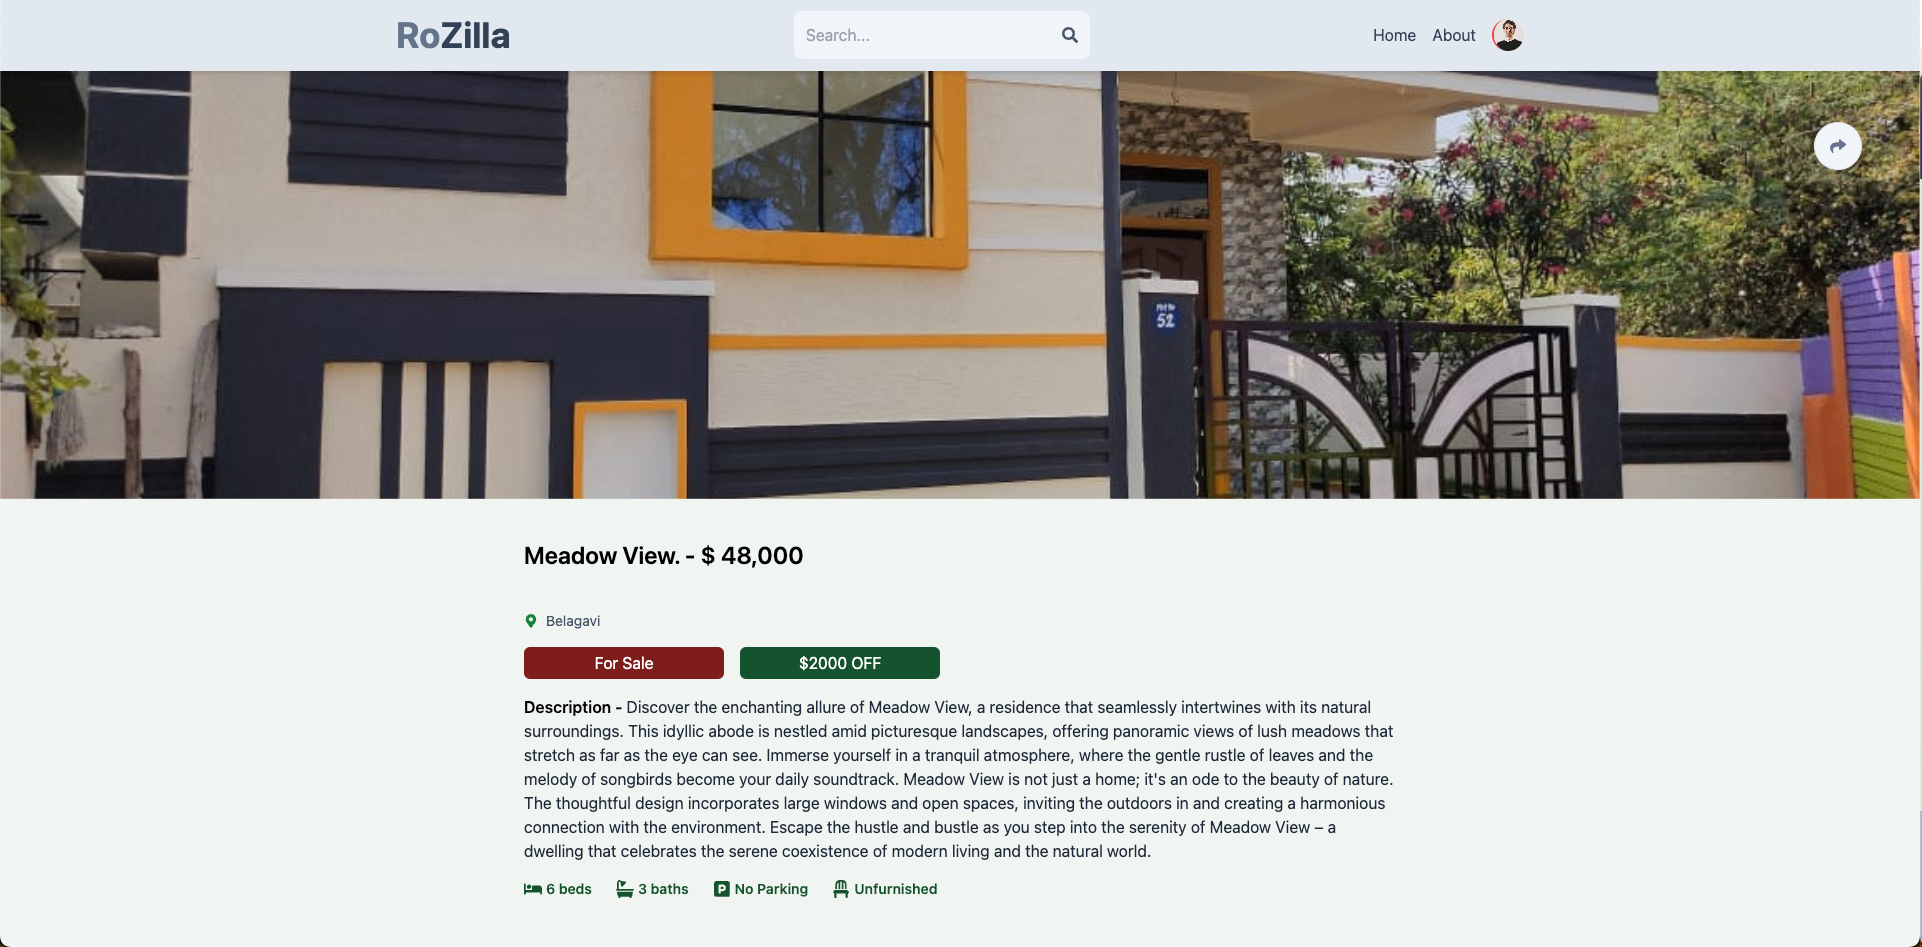 RoZilla
Search...
Home
About
52
Meadow View. - $ 48,000
Belagavi
For Sale
$2000 OFF
Description - Discover the enchanting allure of Meadow View, a residence that seamlessly intertwines with its natural
surroundings. This idyllic abode is nestled amid picturesque landscapes, offering panoramic views of lush meadows that
stretch as far as the eye can see. Immerse yourself in a tranquil atmosphere, where the gentle rustle of leaves and the
melody of songbirds become your daily soundtrack. Meadow View is not just a home; it's an ode to the beauty of nature.
The thoughtful design incorporates large windows and open spaces, inviting the outdoors in and creating a harmonious
connection with the environment. Escape the hustle and bustle as you step into the serenity of Meadow View – a
dwelling that celebrates the serene coexistence of modern living and the natural world.
6 beds
3 baths
P No Parking
Unfurnished